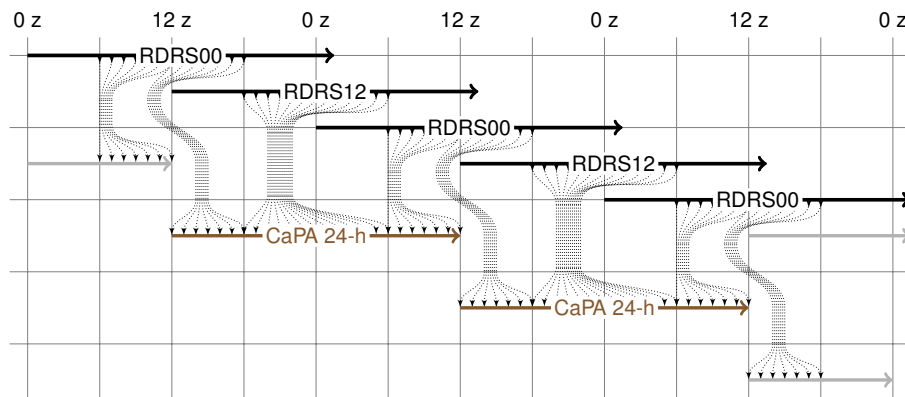 0 z 12 z 0 z 12 z 0 z 12 z 0 z
RDRS00
RDRS12
RDRS00
RDRS12
RDRS00
CaPA 24-h
CaPA 24-h